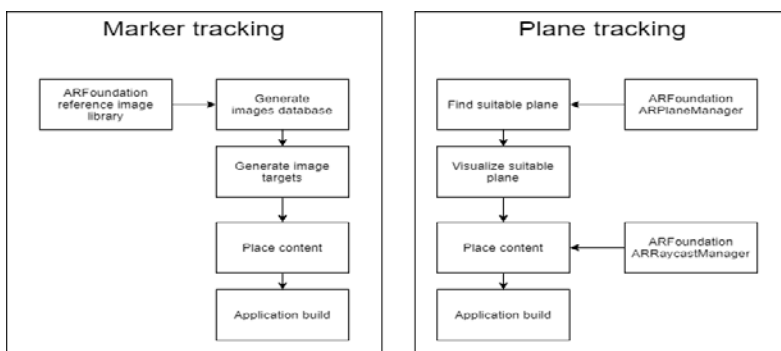 Marker tracking
ARFoundation
reference image
library
Generate
images database
Generate image
targets
Place content
Application build
Plane tracking
Find suitable plane
ARFoundation
ARPlaneManager
Visualize suitable
plane
Place content
ARFoundation
ARRaycastManager
Application build